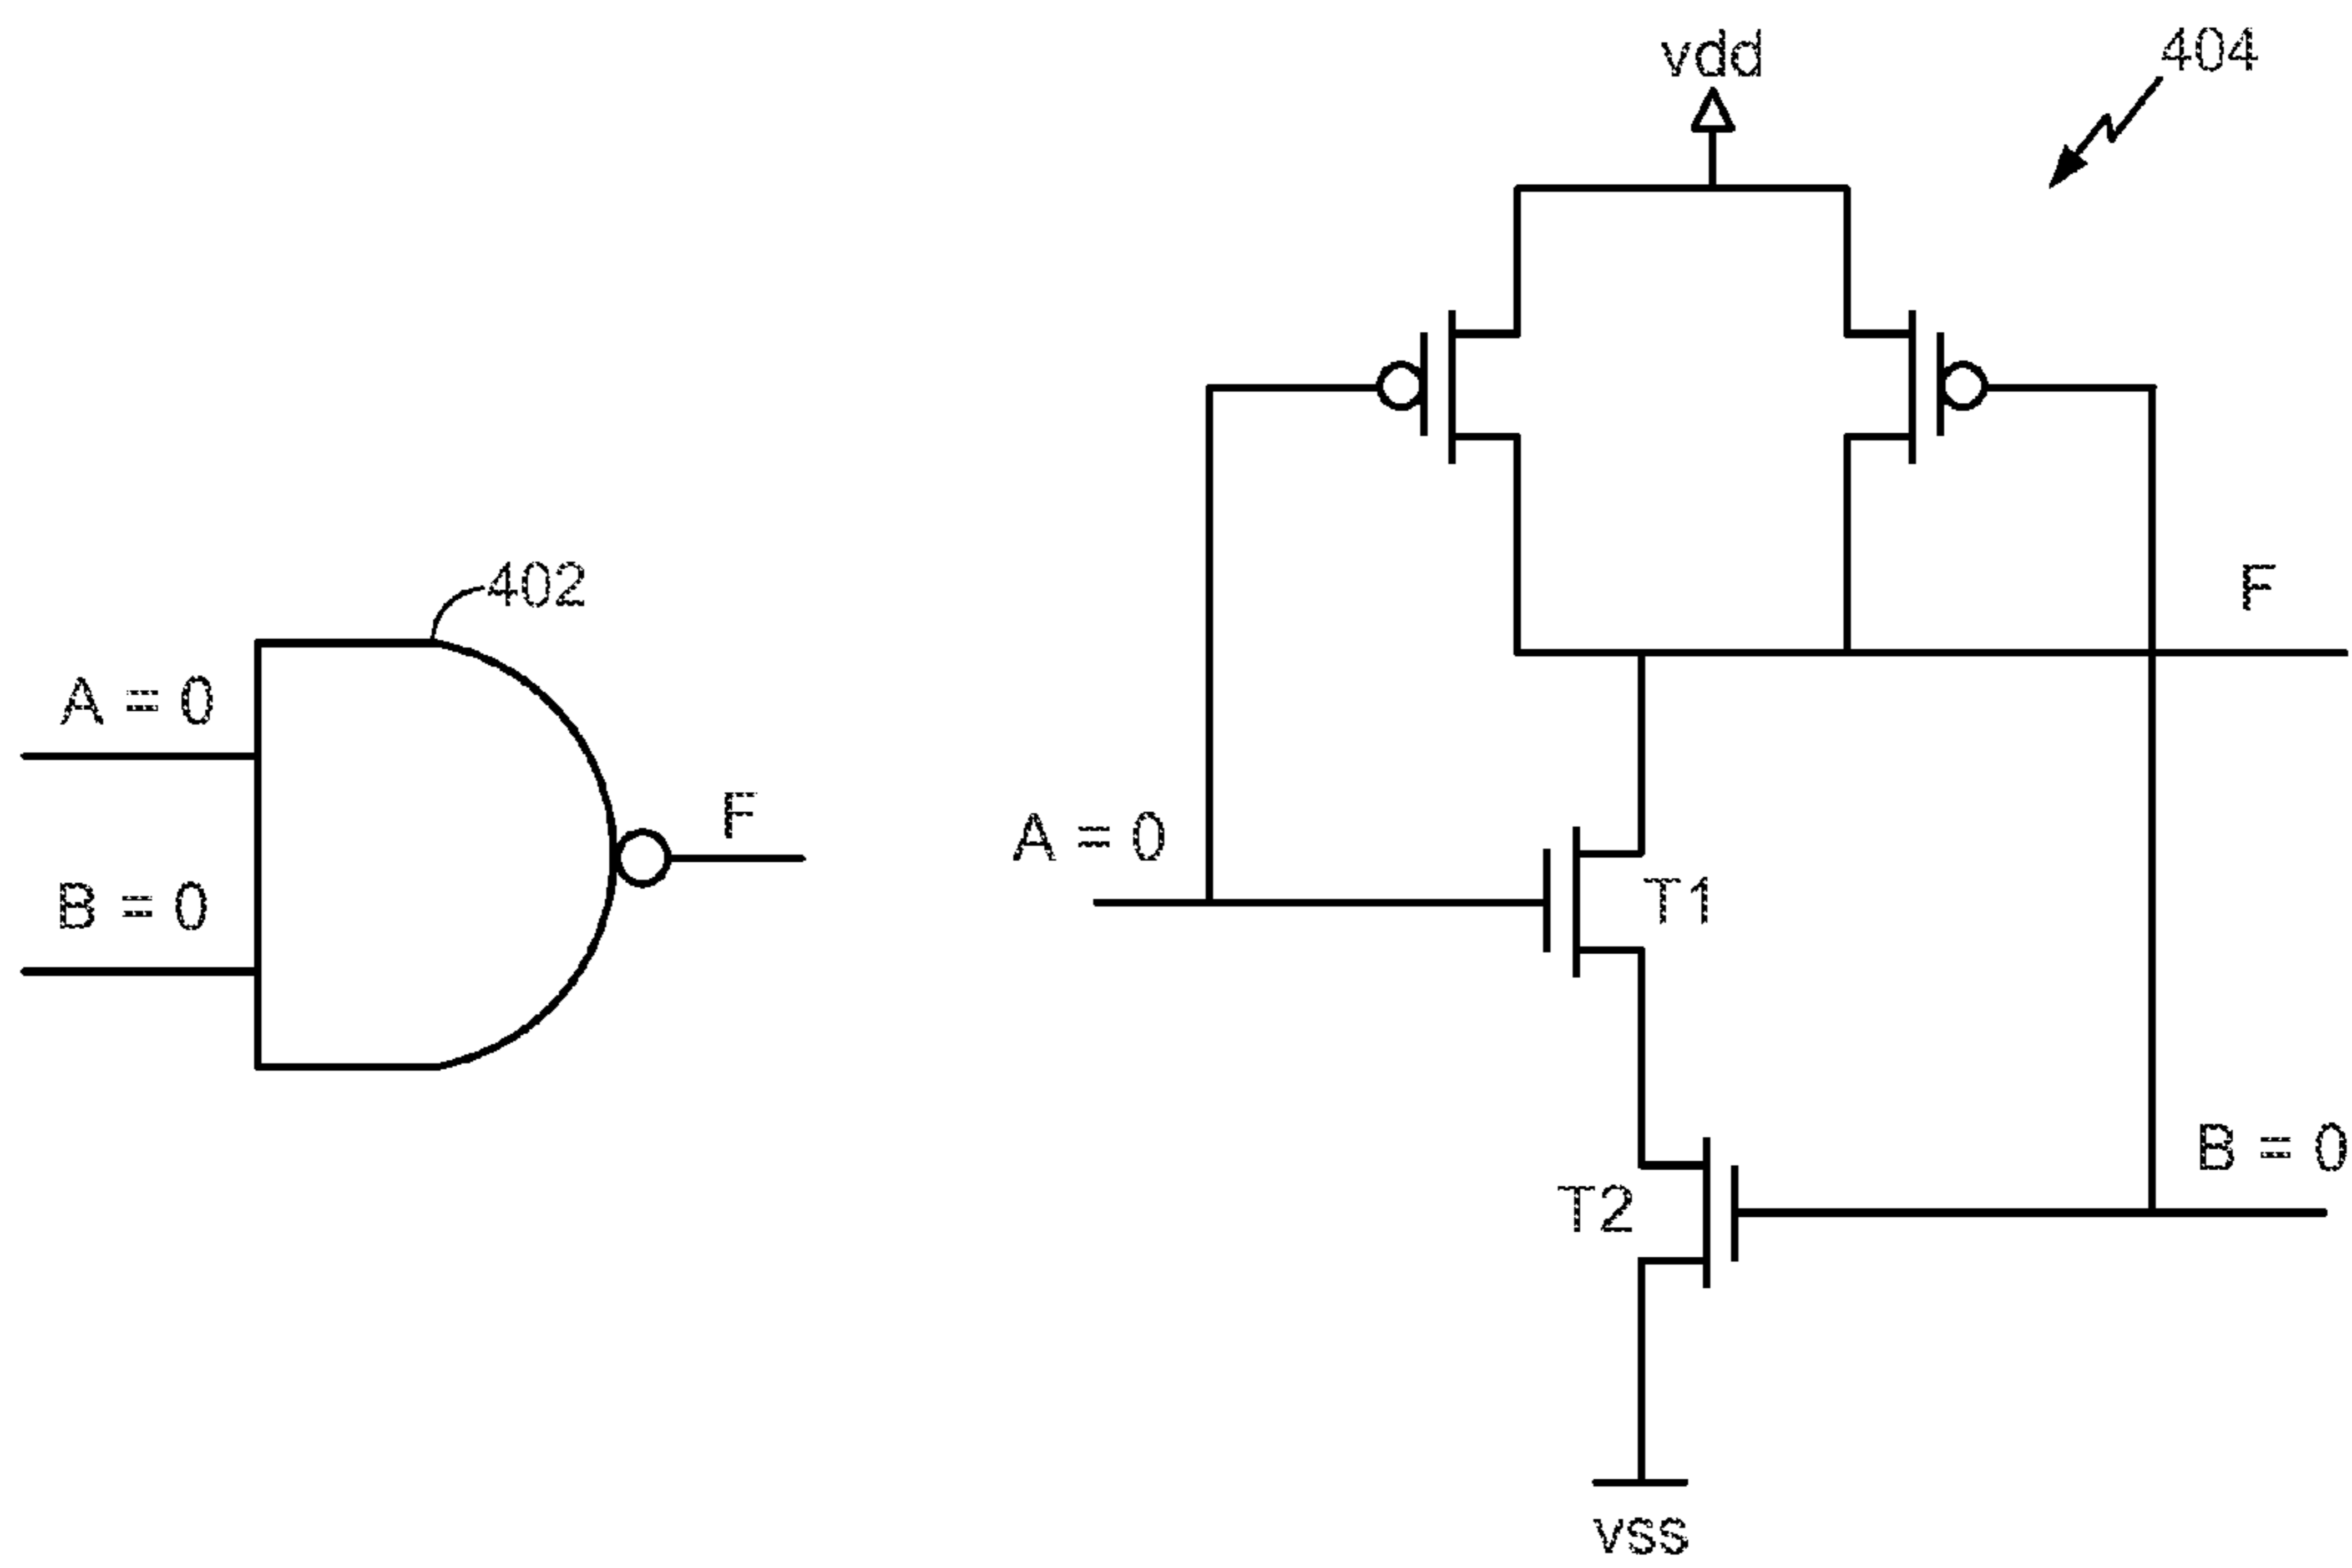 vdd
404
402
F
A = 0
F
A = 0
T1
B = 0
B = 0
T2
vss